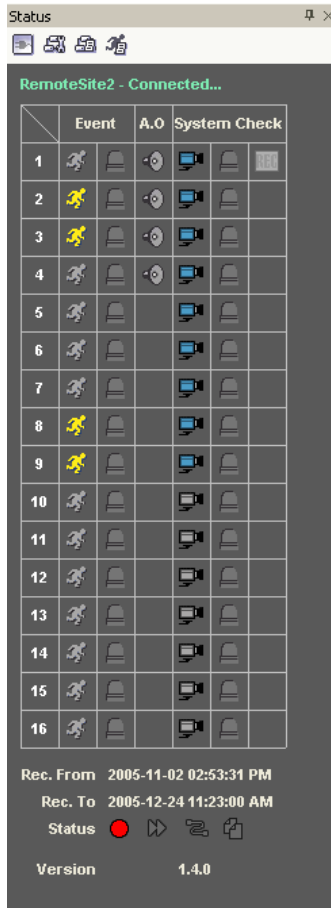 Status
RemoteSite2 - Connected...
Event A.O System Check
1 REC
2
3
4
5
6
7
8
9
10
11
12
13
14
15
16
Rec. From 2005-11-02 02:53:31 PM
Rec. To 2005-12-24 11:23:00 AM
Status
Version 1.4.0